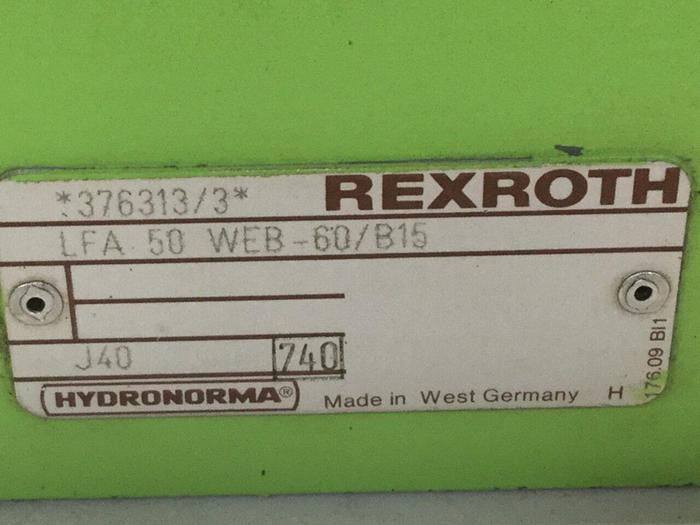 *376313/3* REXROTH
LFA 50 WEB-60/B15
J40 740
HYDRONORMA® Made in West Germany H
176.09 BI1